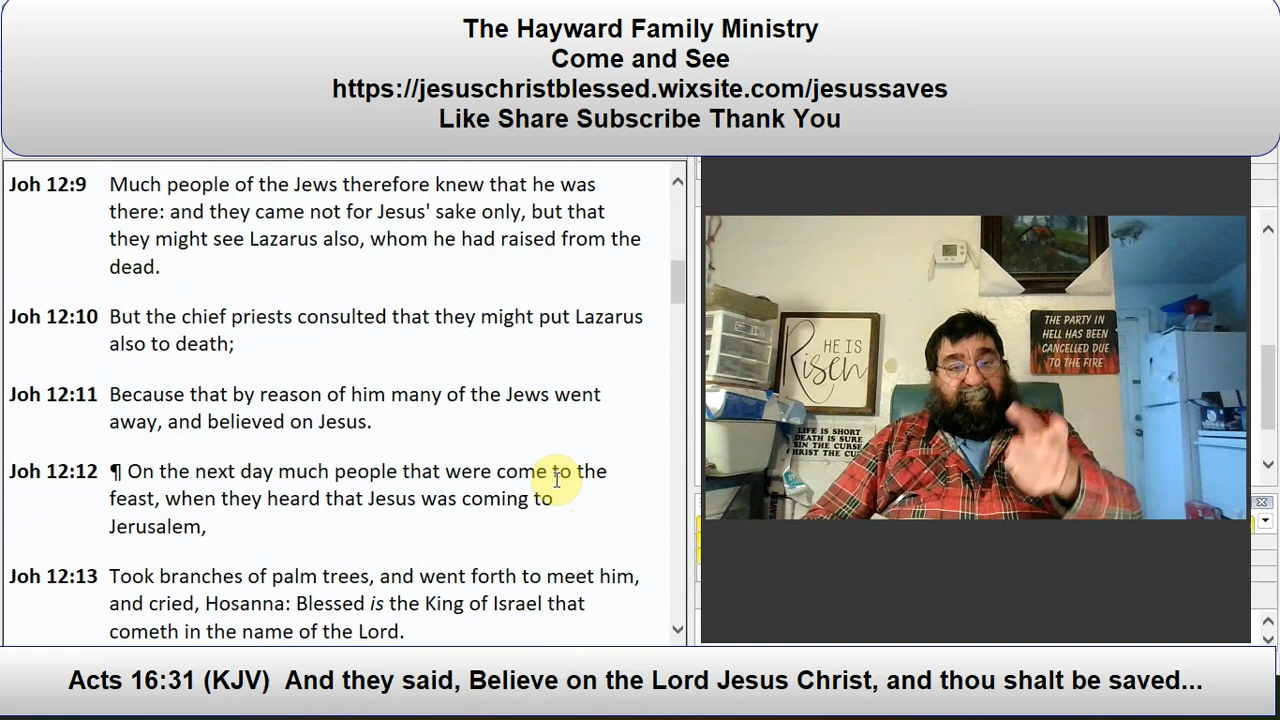 The Hayward Family Ministry
Come and See
https://jesuschristblessed.wixsite.com/jesussaves
Like Share Subscribe Thank You
Joh 12:9 Much people of the Jews therefore knew that he was
there: and they came not for Jesus' sake only, but that
they might see Lazarus also, whom he had raised from the
dead.
Joh 12:10 But the chief priests consulted that they might put Lazarus
also to death;
Joh 12:11 Because that by reason of him many of the Jews went
away, and believed on Jesus.
Joh 12:12 ¶ On the next day much people that were come to the
feast, when they heard that Jesus was coming to
Jerusalem,
Joh 12:13 Took branches of palm trees, and went forth to meet him,
and cried, Hosanna: Blessed is the King of Israel that
cometh in the name of the Lord.
HE IS
Risen
THE PARTY IN
HELL HAS BEEN
CANCELLED DUE
TO THE FIRE
LIFE IS SHORT
DEATH IS SURE
SIN THE CURSE
Acts 16:31 (KJV) And they said, Believe on the Lord Jesus Christ, and thou shalt be saved...